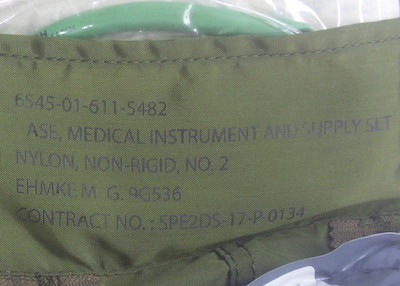 6545-01-611-5482
ASE, MEDICAL INSTRUMENT AND SUPPLY SET
NYLON, NON-RIGID, NO. 2
EHMKE M G. 9G536
CONTRACT NO.: SPE2DS-17-P-0134